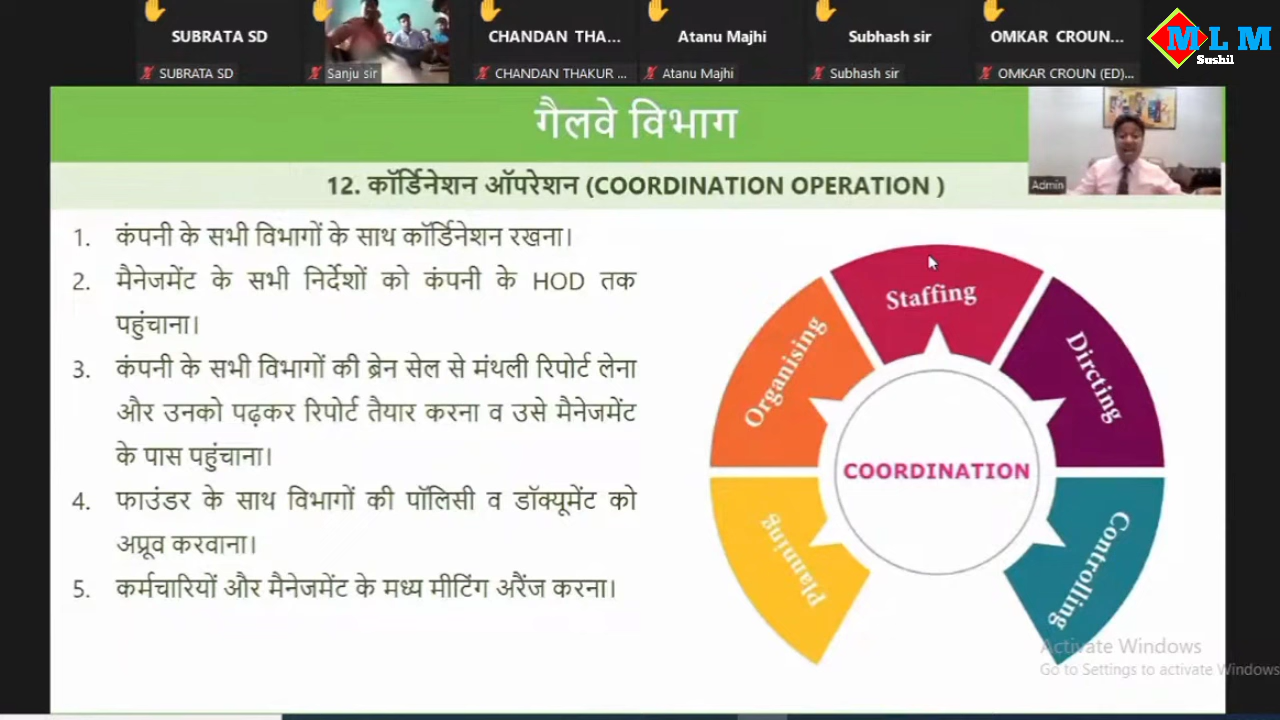 SUBRATA SD
CHANDAN THA...
Atanu Majhi
Subhash sir
OMKAR CROUN...
SUBRATA SD
Sanju sir
CHANDAN THAKUR ...
Atanu Majhi
Subhash sir
OMKAR CROUN (ED)...
M L M
Sushil
गैलवे विभाग
Admin
12. कॉर्डिनेशन ऑपरेशन (COORDINATION OPERATION )
1. कंपनी के सभी विभागों के साथ कॉर्डिनेशन रखना।
2. मैनेजमेंट के सभी निर्देशों को कंपनी के HOD तक
पहुंचाना।
3. कंपनी के सभी विभागों की ब्रेन सेल से मंथली रिपोर्ट लेना
और उनको पढ़कर रिपोर्ट तैयार करना व उसे मैनेजमेंट
के पास पहुंचाना।
4. फाउंडर के साथ विभागों की पॉलिसी व डॉक्यूमेंट को
अप्रूव करवाना।
5. कर्मचारियों और मैनेजमेंट के मध्य मीटिंग अरैंज करना।
Planning
Organising
Staffing
Dircting
Controlling
COORDINATION
Activate Windows
Go to Settings to activate Windows